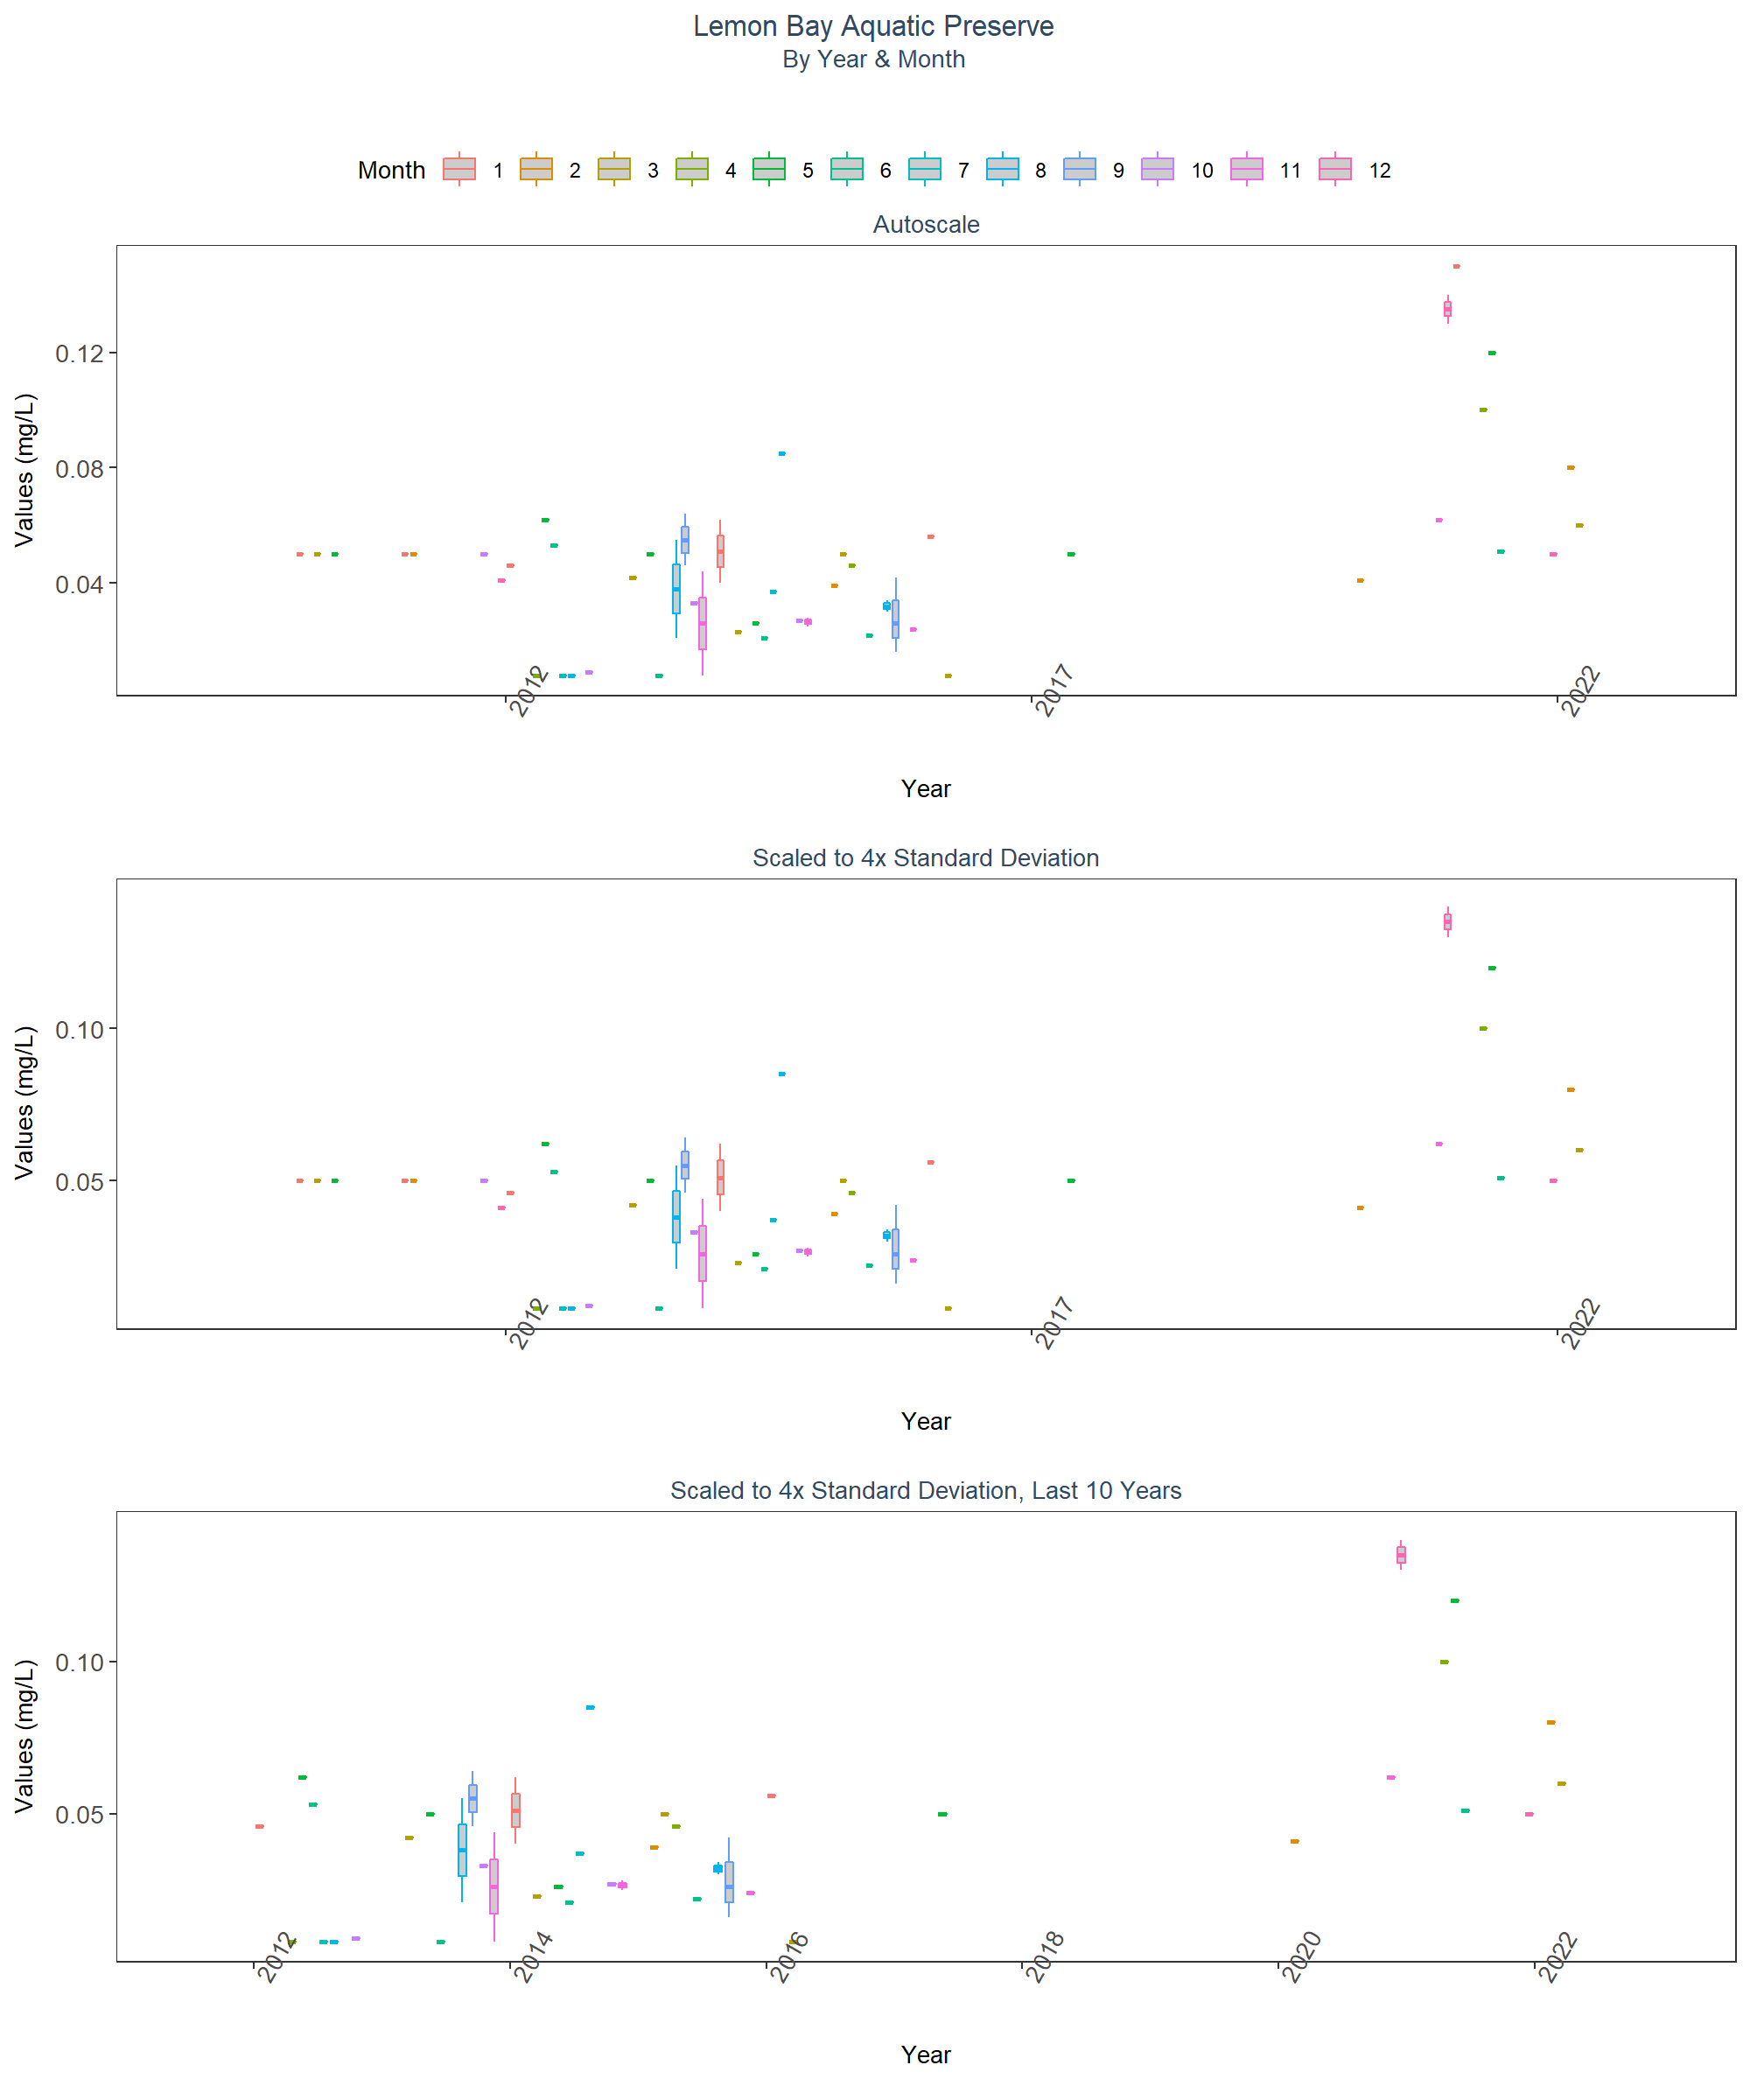 Lemon Bay Aquatic Preserve
By Year & Month
Month 1 2 3 4 5 6 7 8 9 10 11 12
Autoscale
Values (mg/L)
0.12
0.08
0.04
2012 2017 2022
Year
Scaled to 4x Standard Deviation
Values (mg/L)
0.10
0.05
2012 2017 2022
Year
Scaled to 4x Standard Deviation, Last 10 Years
Values (mg/L)
0.10
0.05
2012 2014 2016 2018 2020 2022
Year